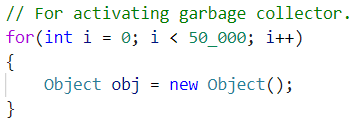 // For activating garbage collector.
for(int i = 0; i < 50_000; i++)
{
    Object obj = new Object();
}